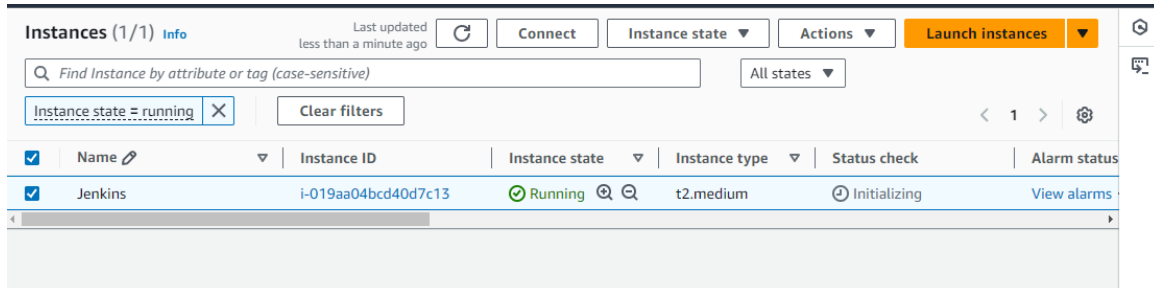 Instances (1/1) Info
Last updated
less than a minute ago
Connect
Instance state
Actions
Launch instances
Find Instance by attribute or tag (case-sensitive)
All states
Instance state = running
Clear filters
1
Name
Instance ID
Instance state
Instance type
Status check
Alarm status
Jenkins
i-019aa04bcd40d7c13
Running
t2.medium
Initializing
View alarms